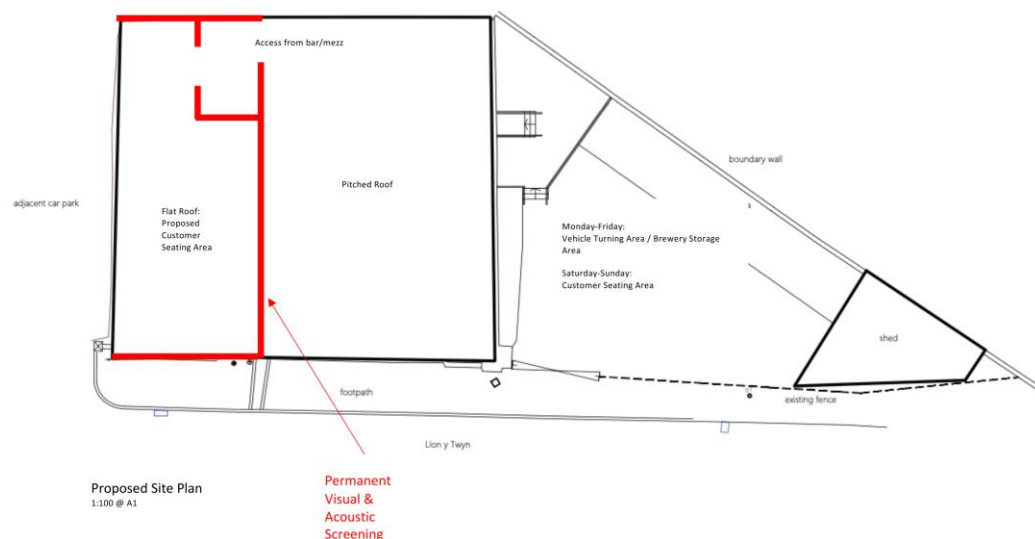 Access from bar/mezz
boundary wall
Pitched Roof
adjacent car park
Flat Roof:
Proposed
Customer
Seating Area
Monday-Friday:
Vehicle Turning Area / Brewery Storage
Area
Saturday-Sunday:
Customer Seating Area
shed
footpath
existing fence
Llon y Twyn
Proposed Site Plan
1:100 @ A1
Permanent
Visual &
Acoustic
Screening